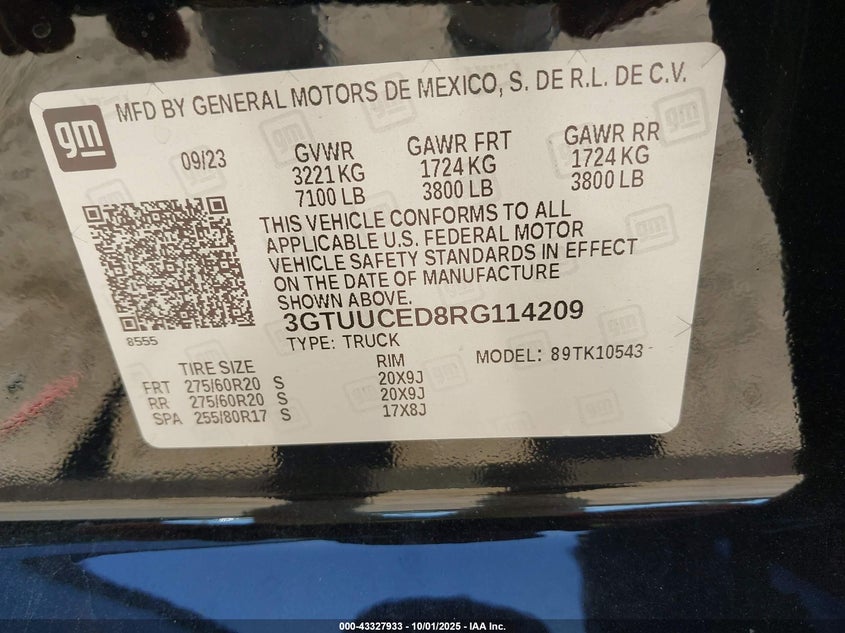 gm
MFD BY GENERAL MOTORS DE MEXICO, S. DE R.L. DE C.V.
09/23
GVWR
3221 KG
7100 LB
GAWR FRT
1724 KG
3800 LB
GAWR RR
1724 KG
3800 LB
THIS VEHICLE CONFORMS TO ALL
APPLICABLE U.S. FEDERAL MOTOR
VEHICLE SAFETY STANDARDS IN EFFECT
ON THE DATE OF MANUFACTURE
SHOWN ABOVE.
3GTUUCED8RG114209
8555
TYPE: TRUCK
MODEL: 89TK10543
TIRE SIZE RIM
FRT 275/60R20 S 20X9J
RR 275/60R20 S 20X9J
SPA 255/80R17 S 17X8J
000-43327933 - 10/01/2025 - IAA Inc.